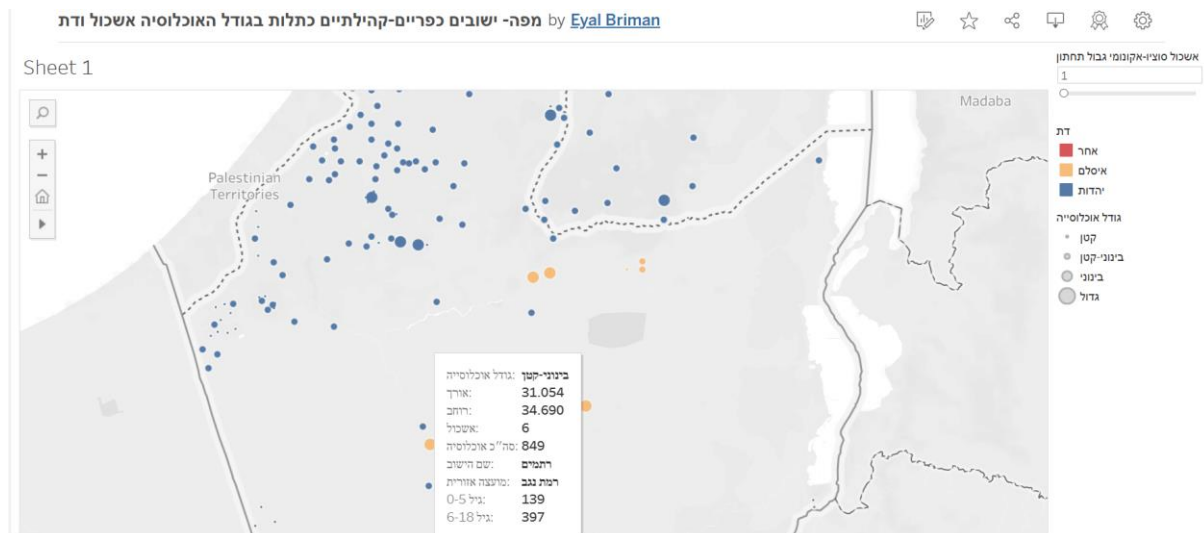 מפה- ישובים כפריים-קהילתיים כתלות בגודל האוכלוסיה אשכול ודת by Eyal Briman
Sheet 1
אשכול סוציו-אקונומי גבול תחתון
1
דת
אחר
איסלם
יהדות
גודל אוכלוסייה
קטן
בינוני-קטן
בינוני
גדול
Madaba
Palestinian
Territories
גודל אוכלוסייה: בינוני-קטן
אורך: 31.054
רוחב: 34.690
אשכול: 6
סה״כ אוכלוסיה: 849
שם הישוב: רתמים
מועצה אזורית: רמת נגב
גיל 0-5: 139
גיל 6-18: 397